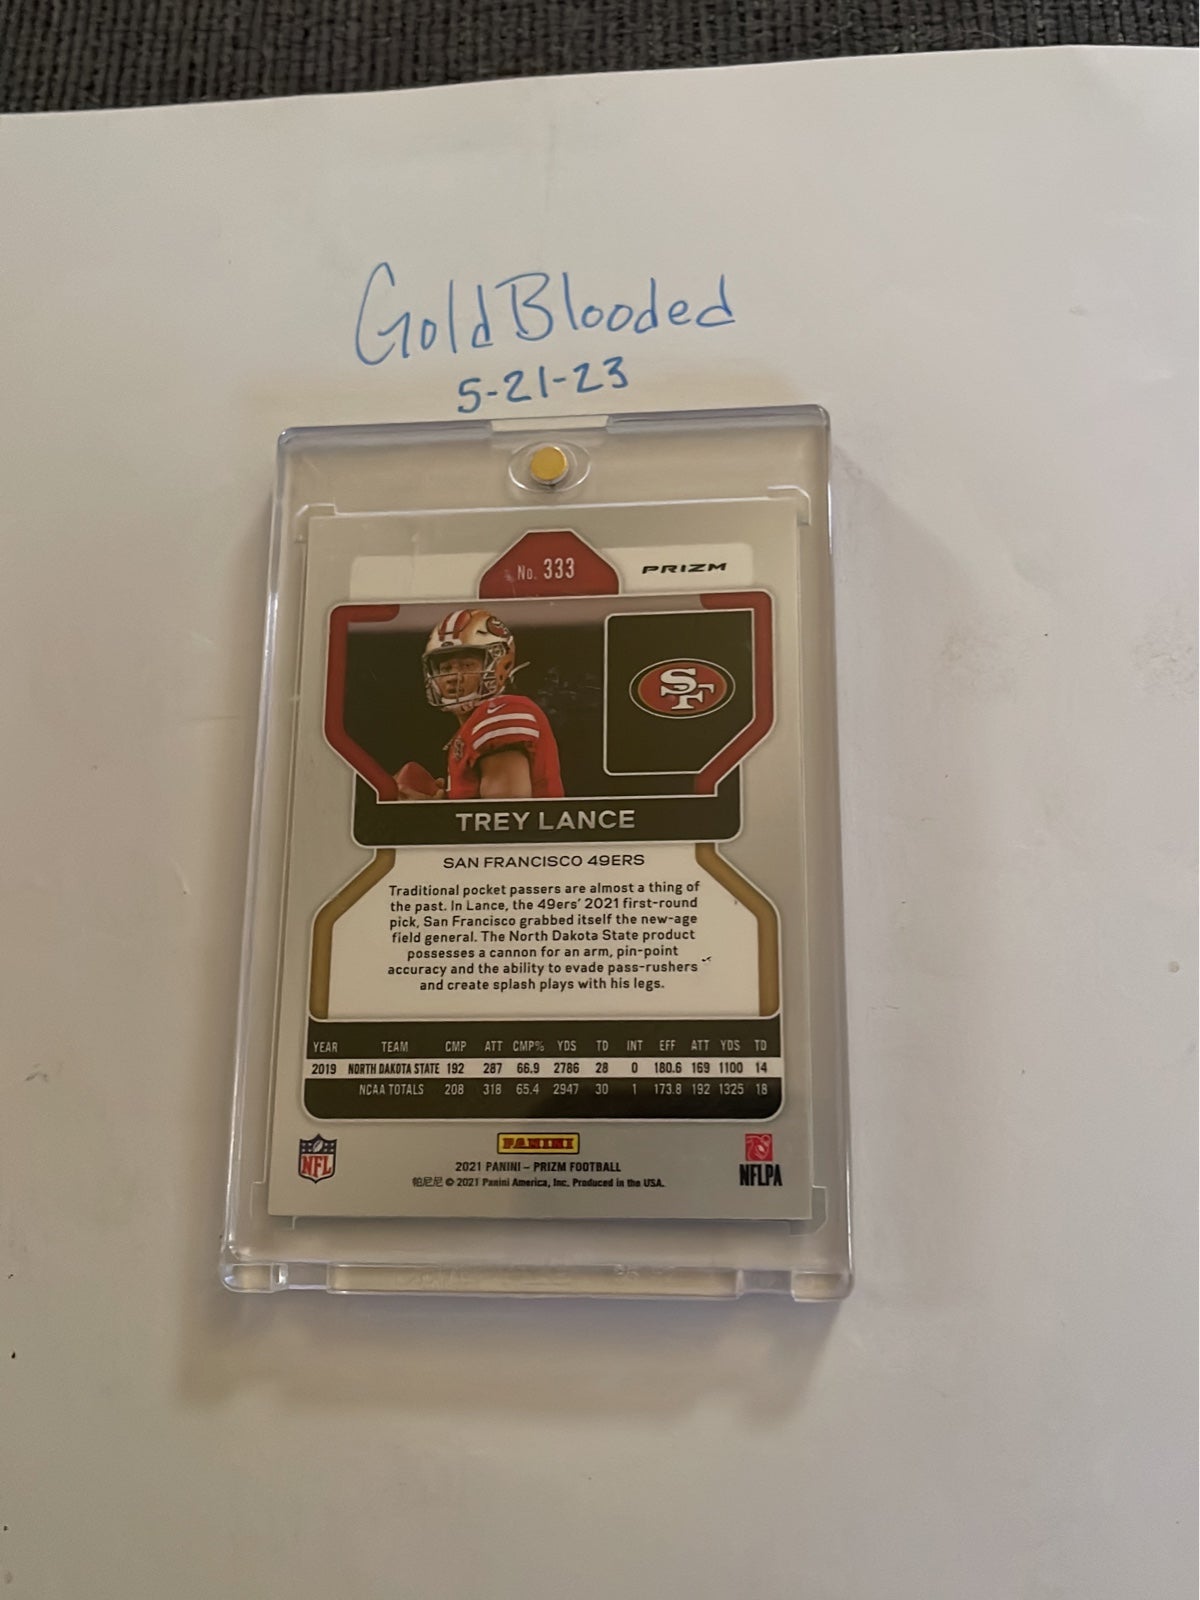 GoldBlooded
5-21-23
No. 333
PRIZM
SF
TREY LANCE
SAN FRANCISCO 49ERS
Traditional pocket passers are almost a thing of
the past. In Lance, the 49ers' 2021 first-round
pick, San Francisco grabbed itself the new-age
field general. The North Dakota State product
possesses a cannon for an arm, pin-point
accuracy and the ability to evade pass-rushers
and create splash plays with his legs.
YEAR TEAM CMP ATT CMP% YDS TD INT EFF ATT YDS TD
2019 NORTH DAKOTA STATE 192 287 66.9 2786 28 0 180.6 169 1100 14
NCAA TOTALS 208 318 65.4 2947 30 1 173.8 192 1325 18
NFL
PANINI
NFLPA
2021 PANINI – PRIZM FOOTBALL
帕尼尼 © 2021 Panini America, Inc. Produced in the USA.